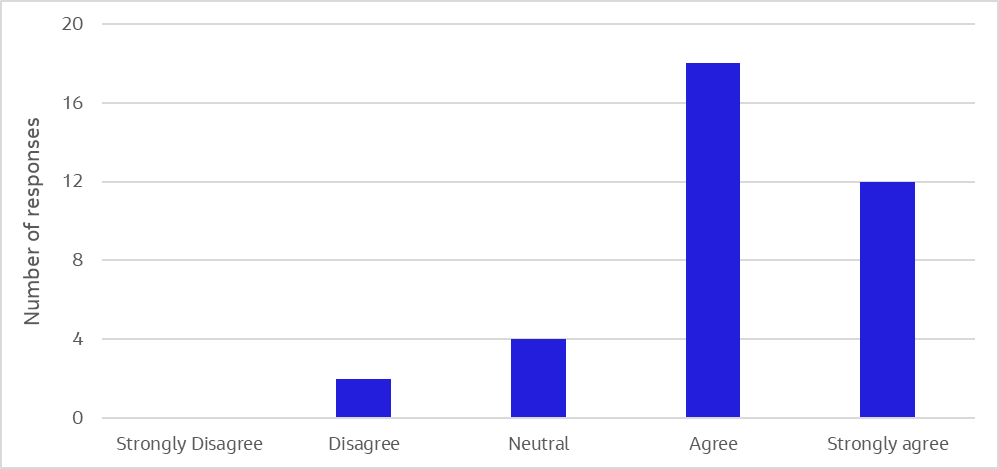 20
16
12
8
4
0
Number of responses
Strongly Disagree
Disagree
Neutral
Agree
Strongly agree